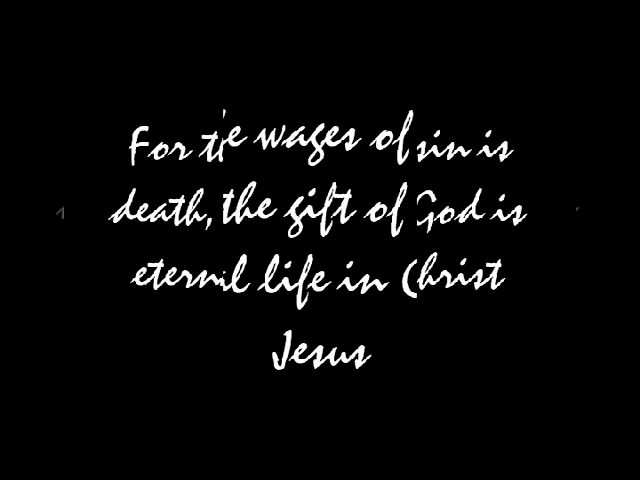 For the wages of sin is
death, the gift of God is
eternal life in Christ
Jesus